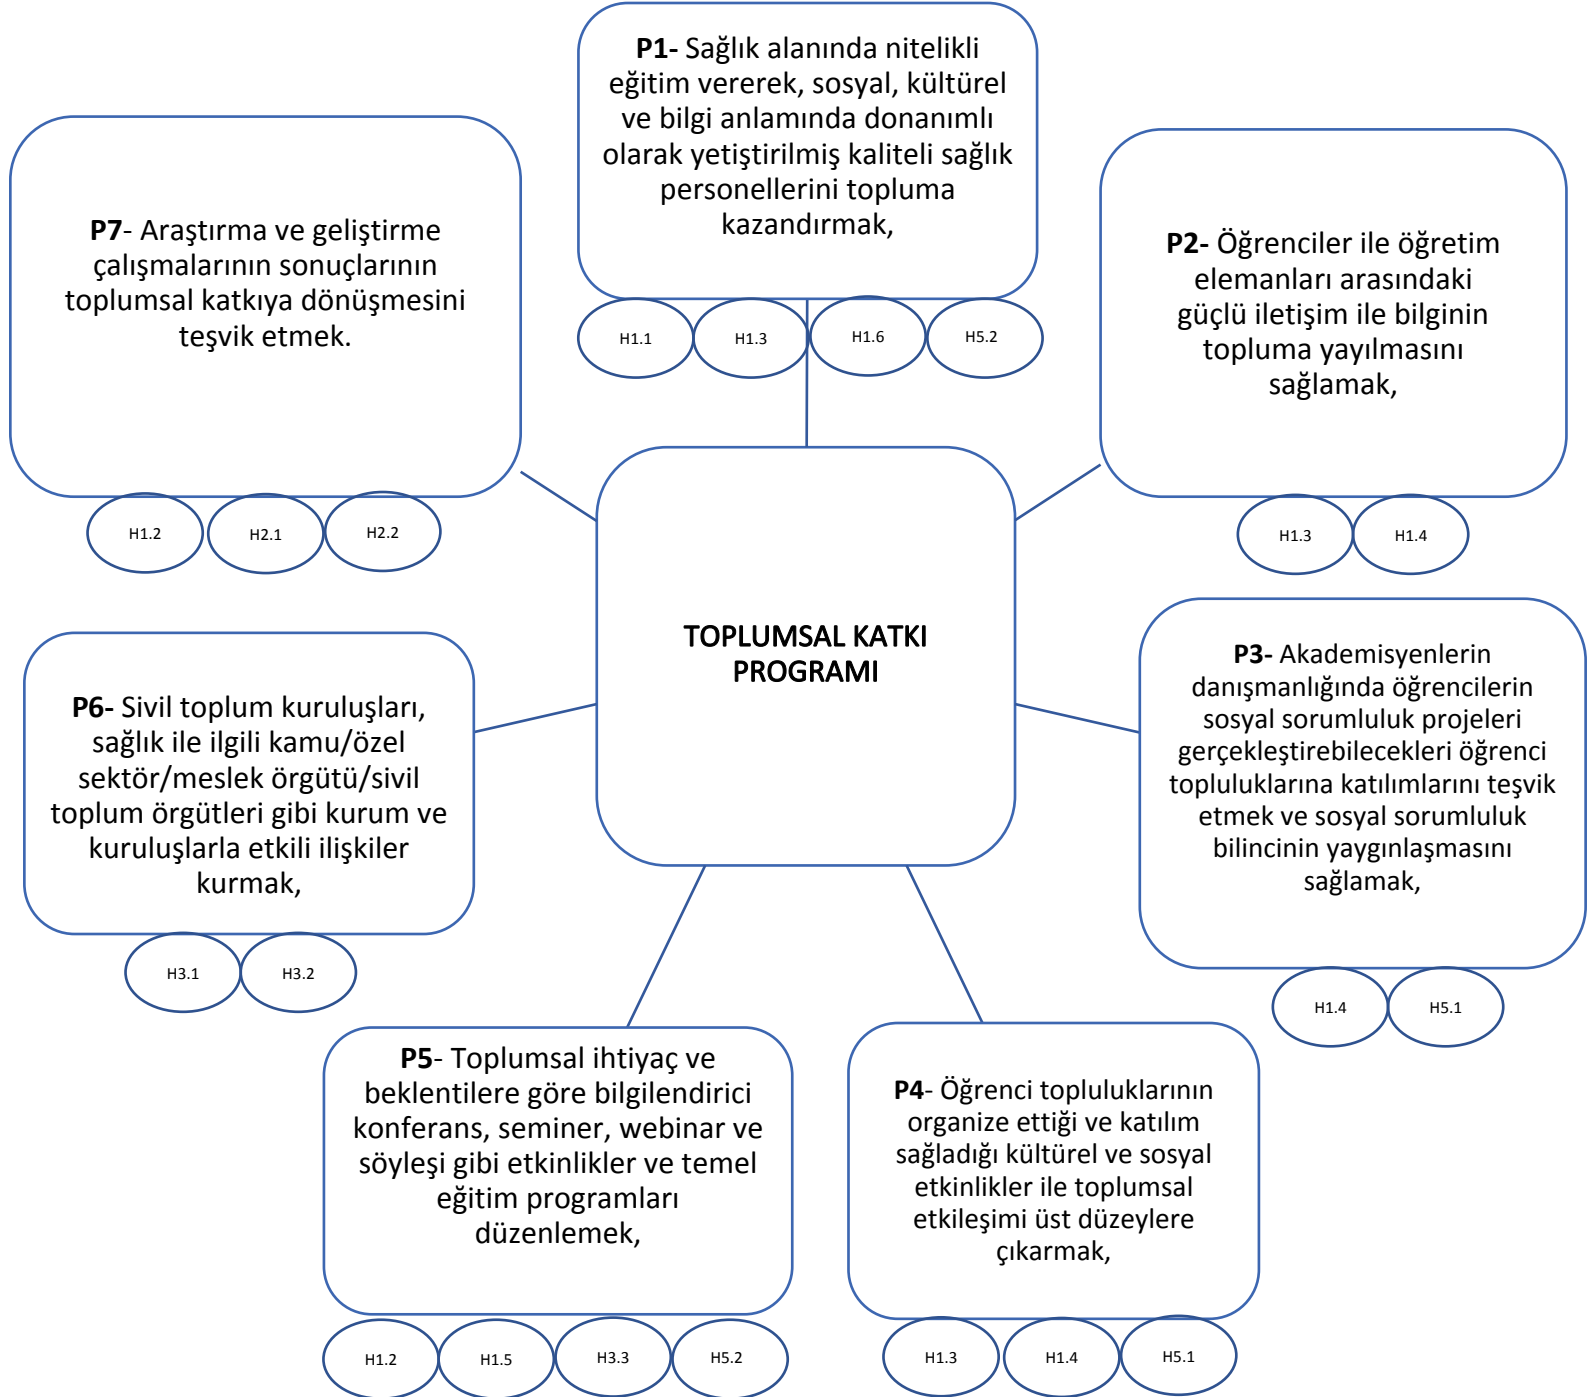 P1- Sağlık alanında nitelikli
eğitim vererek, sosyal, kültürel
ve bilgi anlamında donanımlı
olarak yetiştirilmiş kaliteli sağlık
personellerini topluma
kazandırmak,
H1.1
H1.3
H1.6
H5.2
P2- Öğrenciler ile öğretim
elemanları arasındaki
güçlü iletişim ile bilginin
topluma yayılmasını
sağlamak,
H1.3
H1.4
P3- Akademisyenlerin
danışmanlığında öğrencilerin
sosyal sorumluluk projeleri
gerçekleştirebilecekleri öğrenci
topluluklarına katılımlarını teşvik
etmek ve sosyal sorumluluk
bilincinin yaygınlaşmasını
sağlamak,
H1.4
H5.1
P4- Öğrenci topluluklarının
organize ettiği ve katılım
sağladığı kültürel ve sosyal
etkinlikler ile toplumsal
etkileşimi üst düzeylere
çıkarmak,
H1.3
H1.4
H5.1
P5- Toplumsal ihtiyaç ve
beklentilere göre bilgilendirici
konferans, seminer, webinar ve
söyleşi gibi etkinlikler ve temel
eğitim programları
düzenlemek,
H1.2
H1.5
H3.3
H5.2
P6- Sivil toplum kuruluşları,
sağlık ile ilgili kamu/özel
sektör/meslek örgütü/sivil
toplum örgütleri gibi kurum ve
kuruluşlarla etkili ilişkiler
kurmak,
H3.1
H3.2
P7- Araştırma ve geliştirme
çalışmalarının sonuçlarının
toplumsal katkıya dönüşmesini
teşvik etmek.
H1.2
H2.1
H2.2
TOPLUMSAL KATKI
PROGRAMI